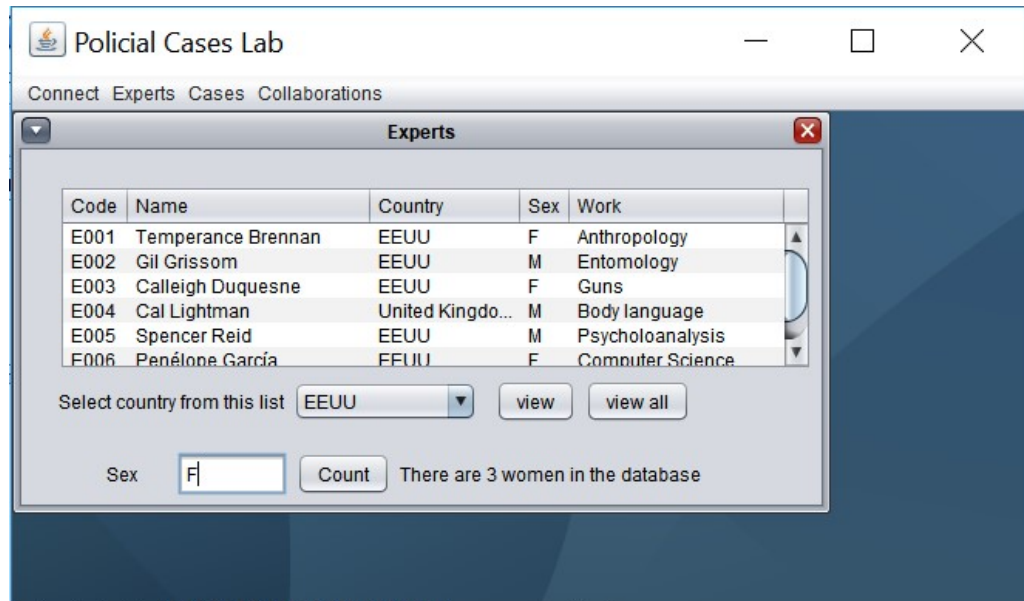 Policial Cases Lab
Connect Experts Cases Collaborations
Experts
Code Name Country Sex Work
E001 Temperance Brennan EEUU F Anthropology
E002 Gil Grissom EEUU M Entomology
E003 Calleigh Duquesne EEUU F Guns
E004 Cal Lightman United Kingdo... M Body language
E005 Spencer Reid EEUU M Psycholoanalysis
E006 Penélope García EEUU F Computer Science
Select country from this list EEUU view view all
Sex F Count There are 3 women in the database